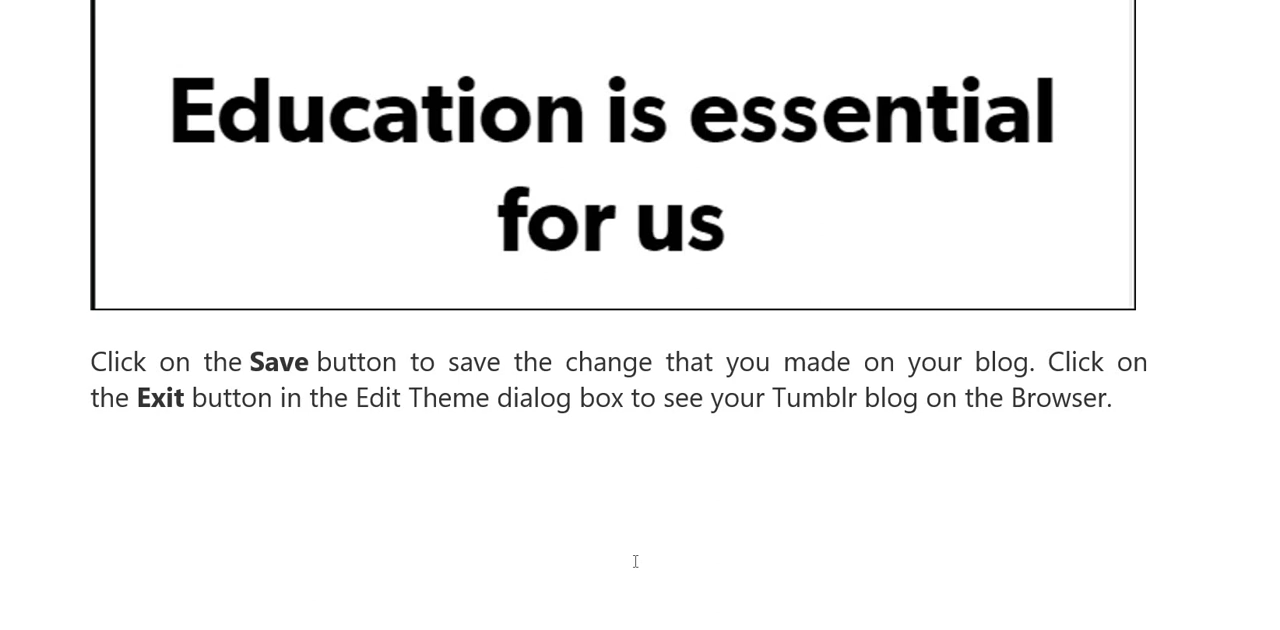 Education is essential
for us
Click on the Save button to save the change that you made on your blog. Click on
the Exit button in the Edit Theme dialog box to see your Tumblr blog on the Browser.